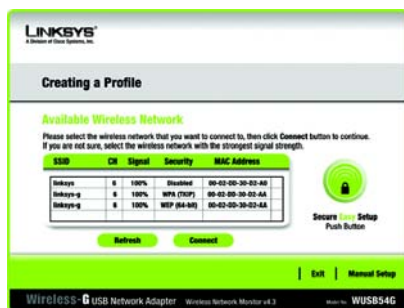 LINKSYS®
A Division of Cisco Systems, Inc.
Creating a Profile
Available Wireless Network
Please select the wireless network that you want to connect to, then click Connect button to continue.
If you are not sure, select the wireless network with the strongest signal strength.
SSID CH Signal Security MAC Address
linksys 6 100% Disabled 00-02-DD-30-D2-A0
linksys-g 6 100% WPA (TKIP) 00-02-DD-30-D2-AA
linksys-g 6 100% WEP (64-bit) 00-02-DD-30-D2-AA
Refresh Connect
Secure Easy Setup
Push Button
Exit Manual Setup
Wireless-G USB Network Adapter Wireless Network Monitor v4.3 Model No. WUSB54G